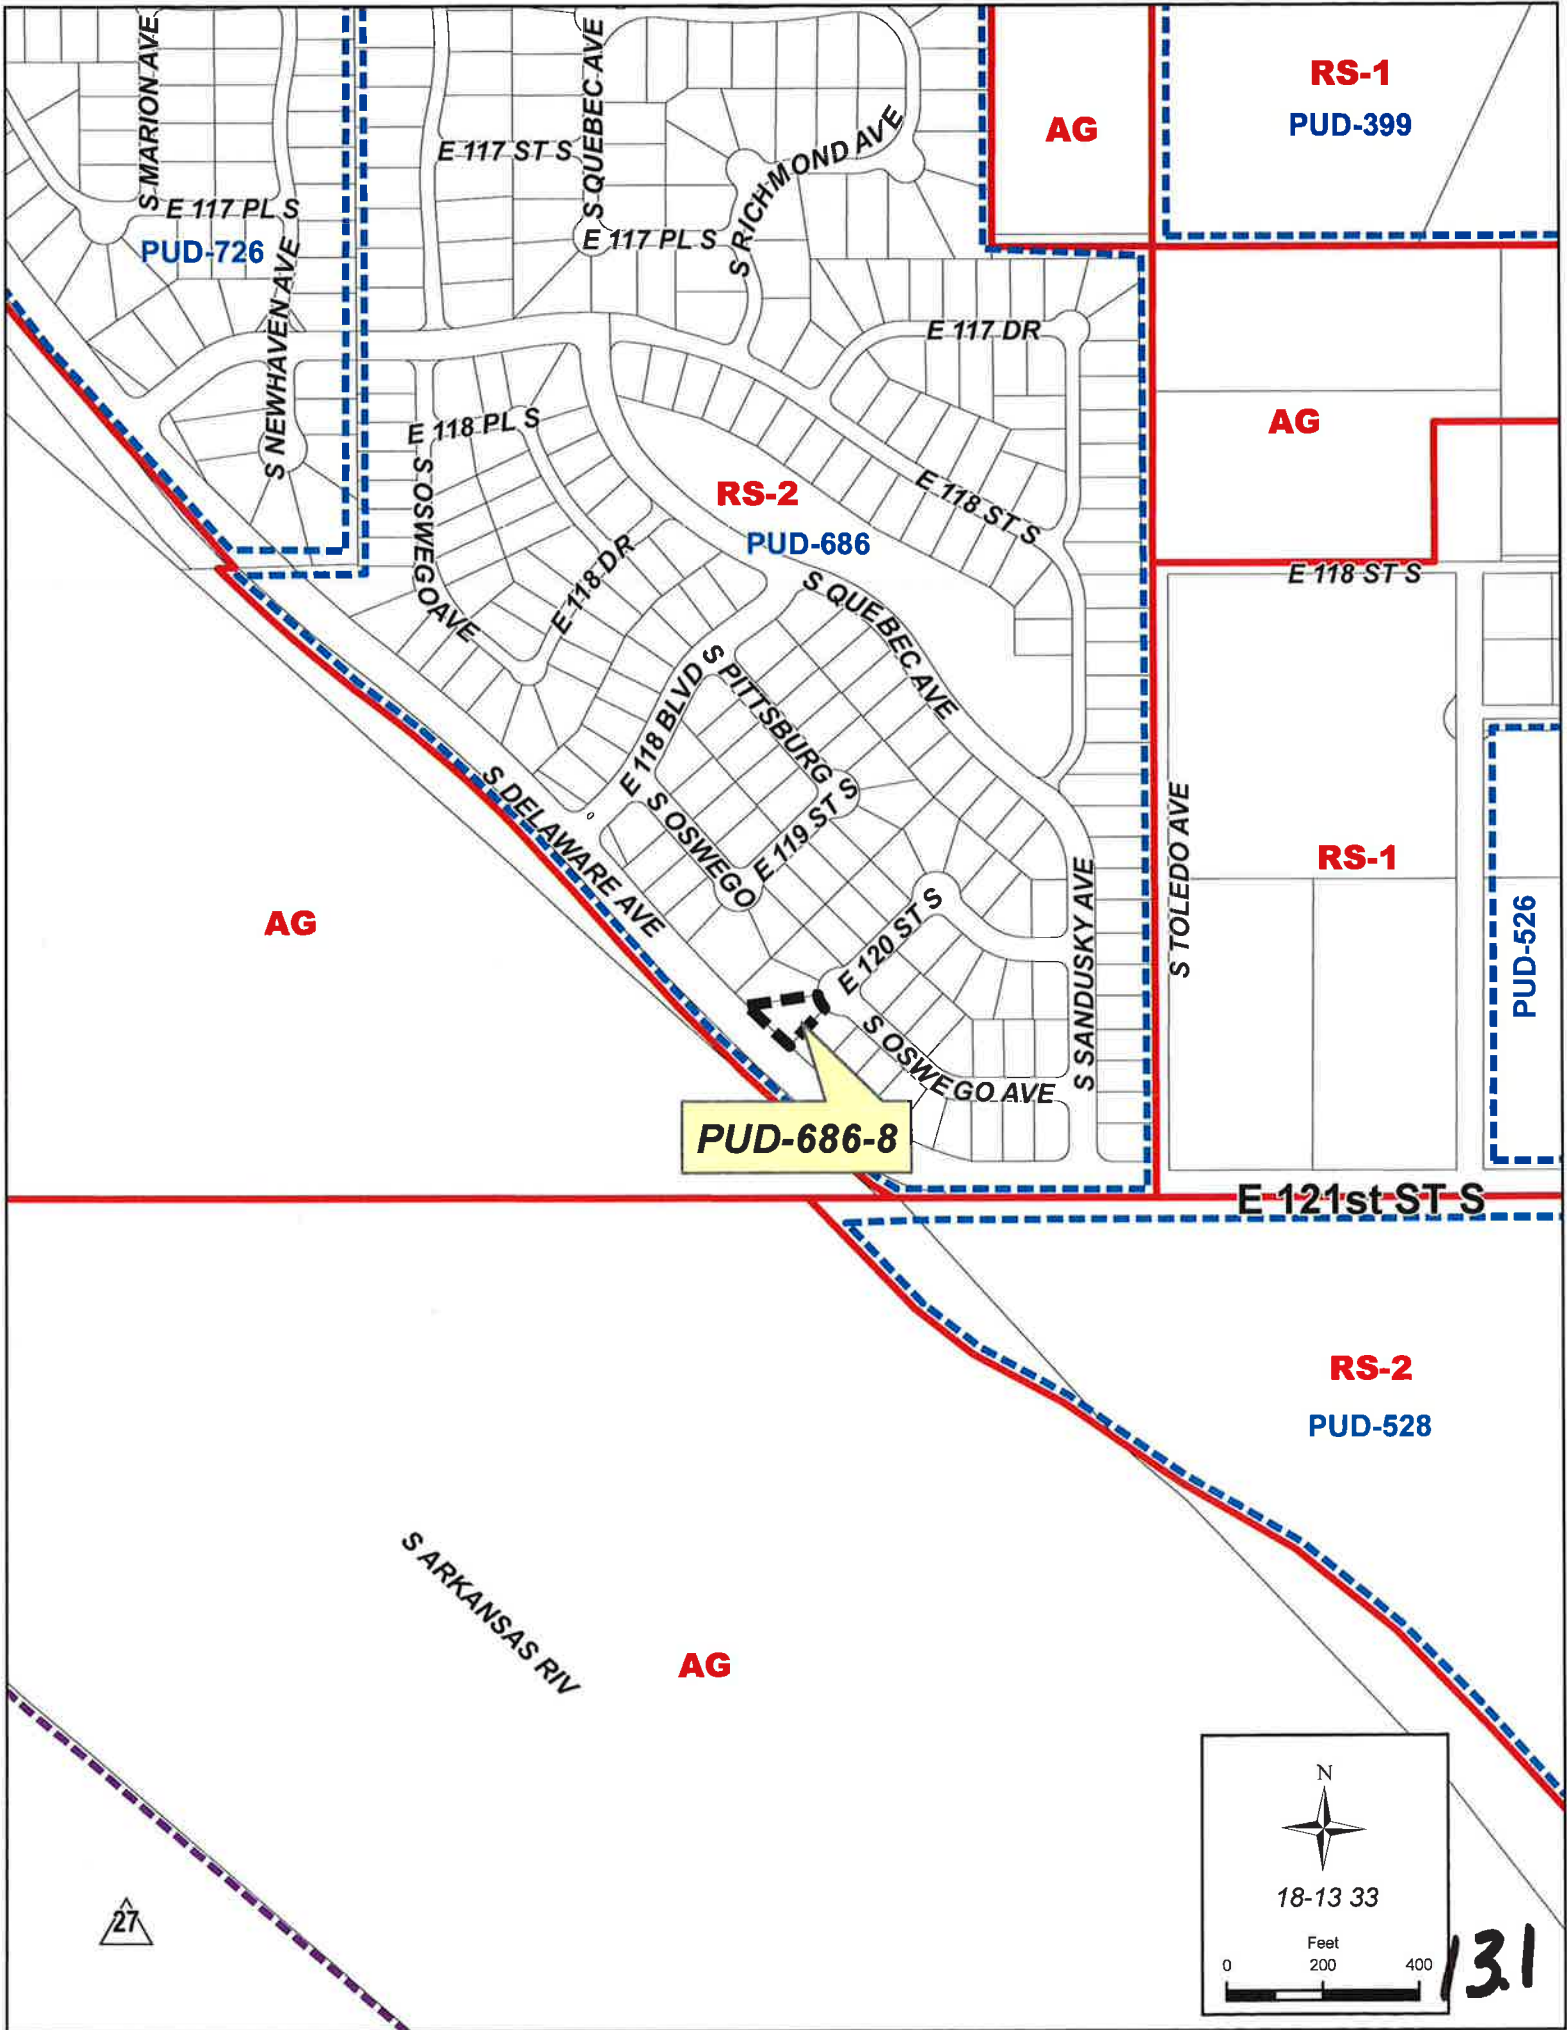 S MARION AVE
S QUEBEC AVE
RS-1
PUD-399
AG
E 117 ST S
S RICHMOND AVE
E 117 PL S
E 117 PL S
PUD-726
S NEWHAVEN AVE
E 117 DR
E 118 PL S
AG
S OSWEGO AVE
RS-2
E 118 ST S
PUD-686
E 118 DR
E 118 ST S
S QUEBEC AVE
E 118 BLVD
S PITTSBURG
S DELAWARE AVE
S OSWEGO
E 119 ST S
S TOLEDO AVE
RS-1
AG
E 120 ST S
S SANDUSKY AVE
PUD-526
S OSWEGO AVE
PUD-686-8
E 121st ST S
RS-2
PUD-528
S ARKANSAS RIV
AG
27
N
18-13 33
Feet
0 200 400
13.1